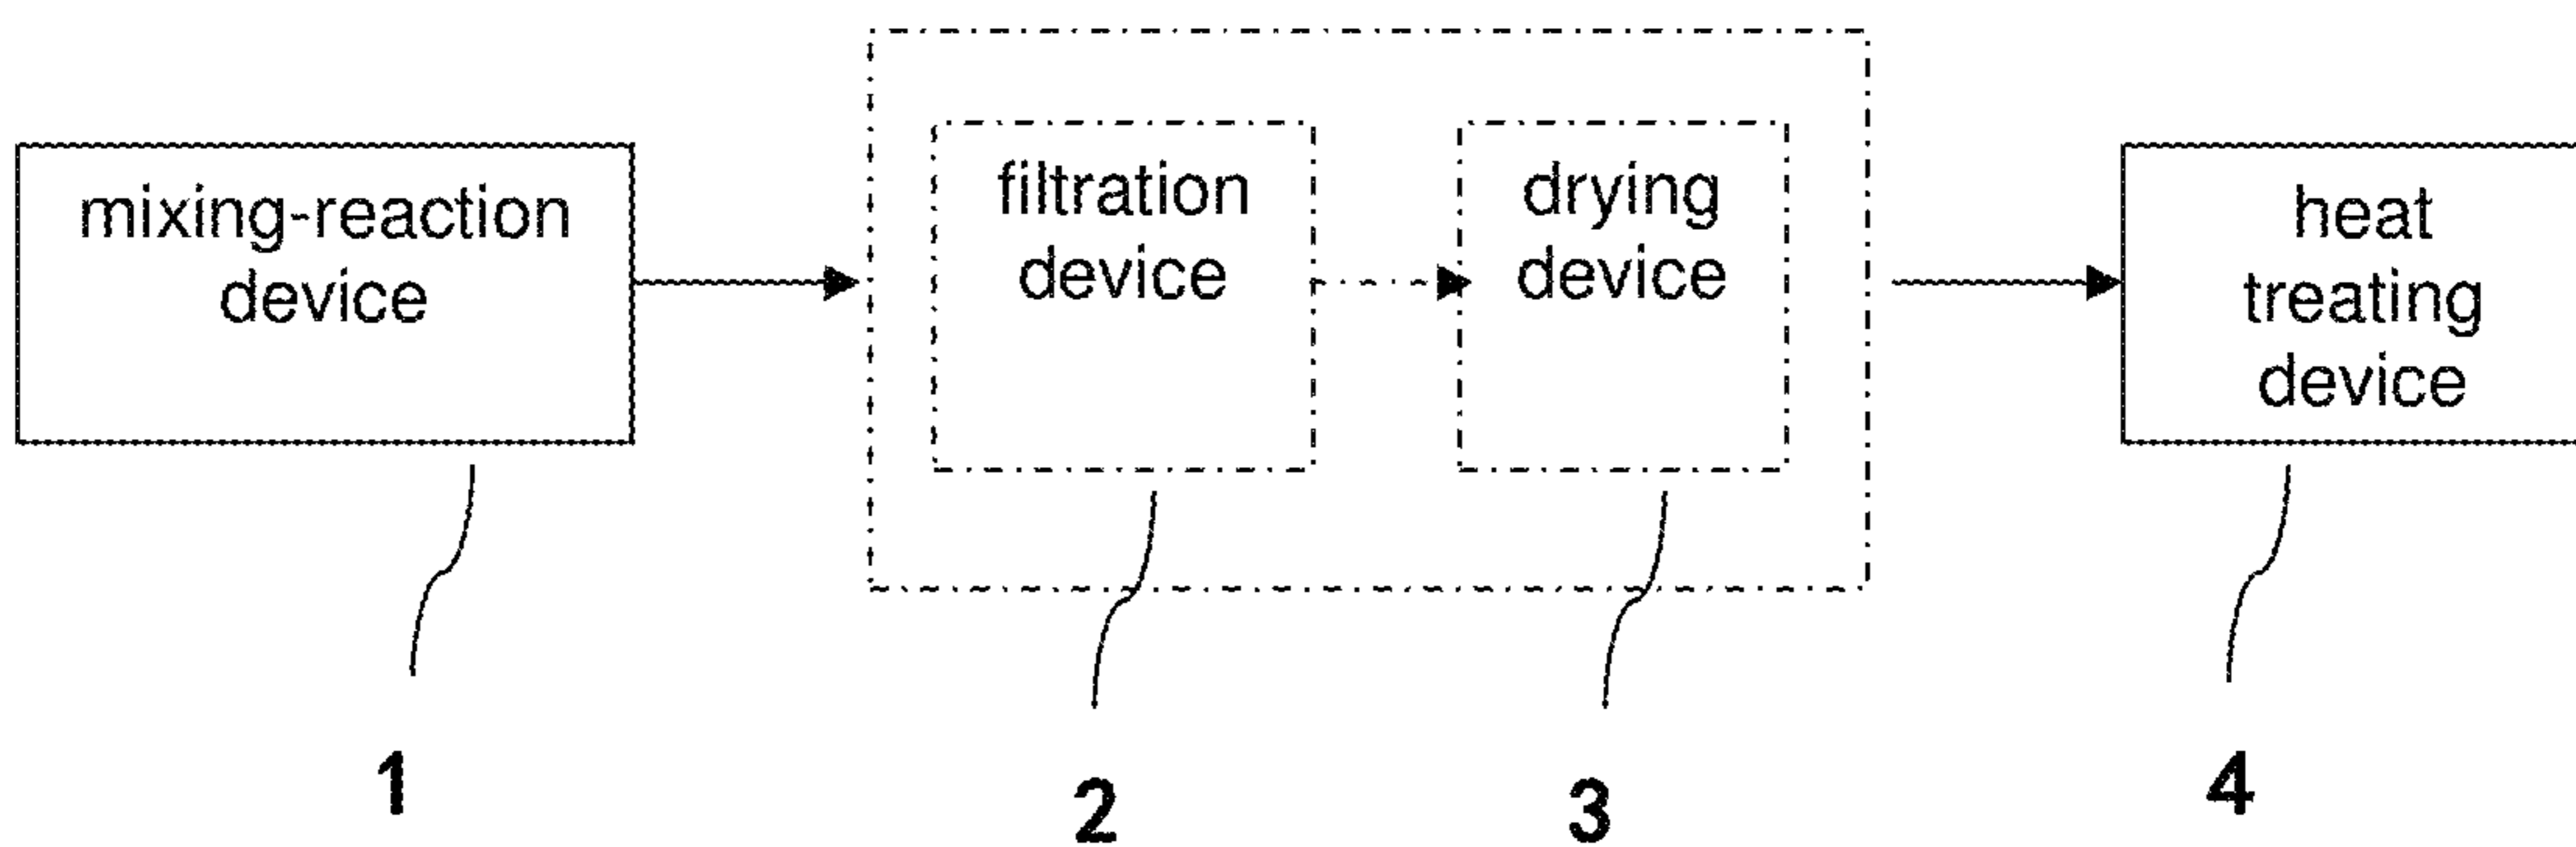 mixing-reaction
device
filtration
device
drying
device
heat
treating
device
1
2
3
4